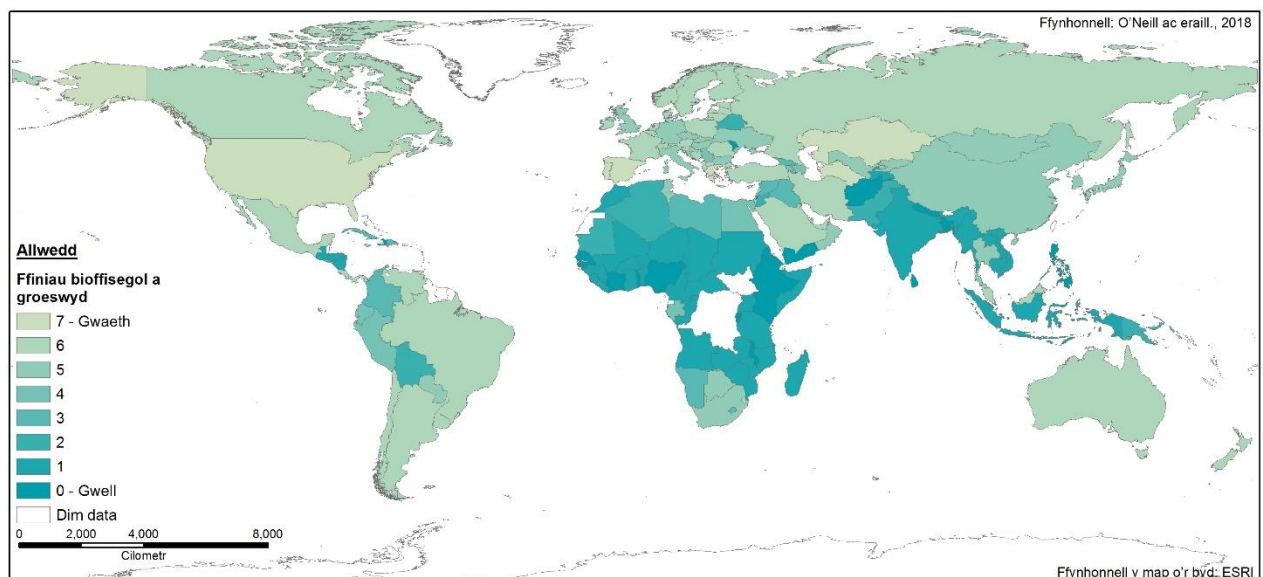 Ffynhonnell: O'Neill ac eraill., 2018
Allwedd
Ffiniau bioffisegol a
groeswyd
7 - Gwaeth
6
5
4
3
2
1
0 - Gwell
Dim data
0 2,000 4,000 8,000
Cilometr
Ffynhonnell y map o'r byd: ESRI